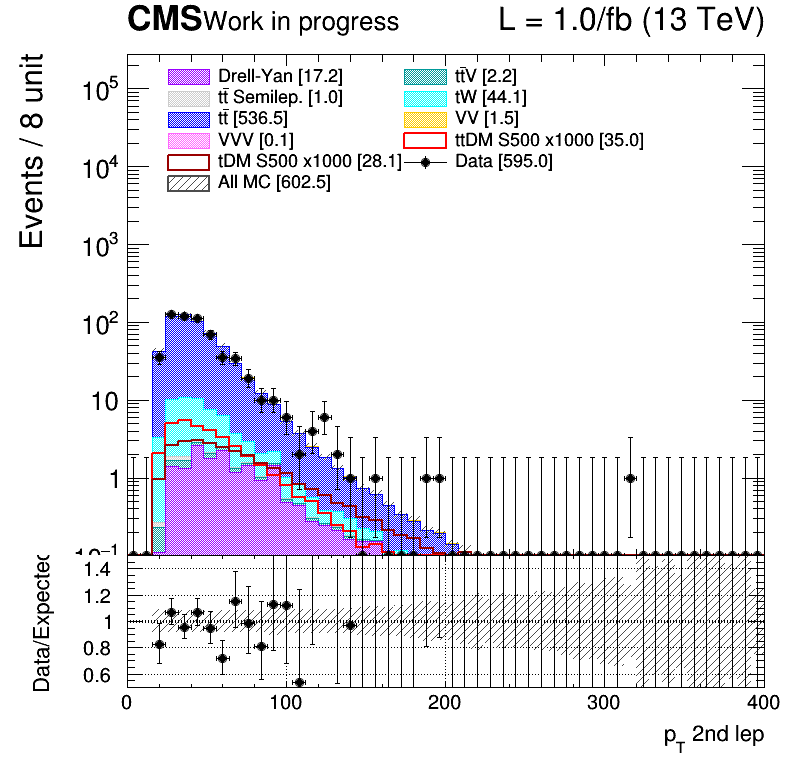 CMS Work in progress L = 1.0/fb (13 TeV)
Events / 8 unit
Drell-Yan [17.2] tt̄V [2.2]
tt̄ Semilep. [1.0] tW [44.1]
tt̄ [536.5] VV [1.5]
VVV [0.1] ttDM S500 x1000 [35.0]
tDM S500 x1000 [28.1] Data [595.0]
All MC [602.5]
10⁵
10⁴
10³
10²
10
1
10⁻¹
Data/Expected
1.4
1.2
1
0.8
0.6
0 100 200 300 400
p_T 2nd lep